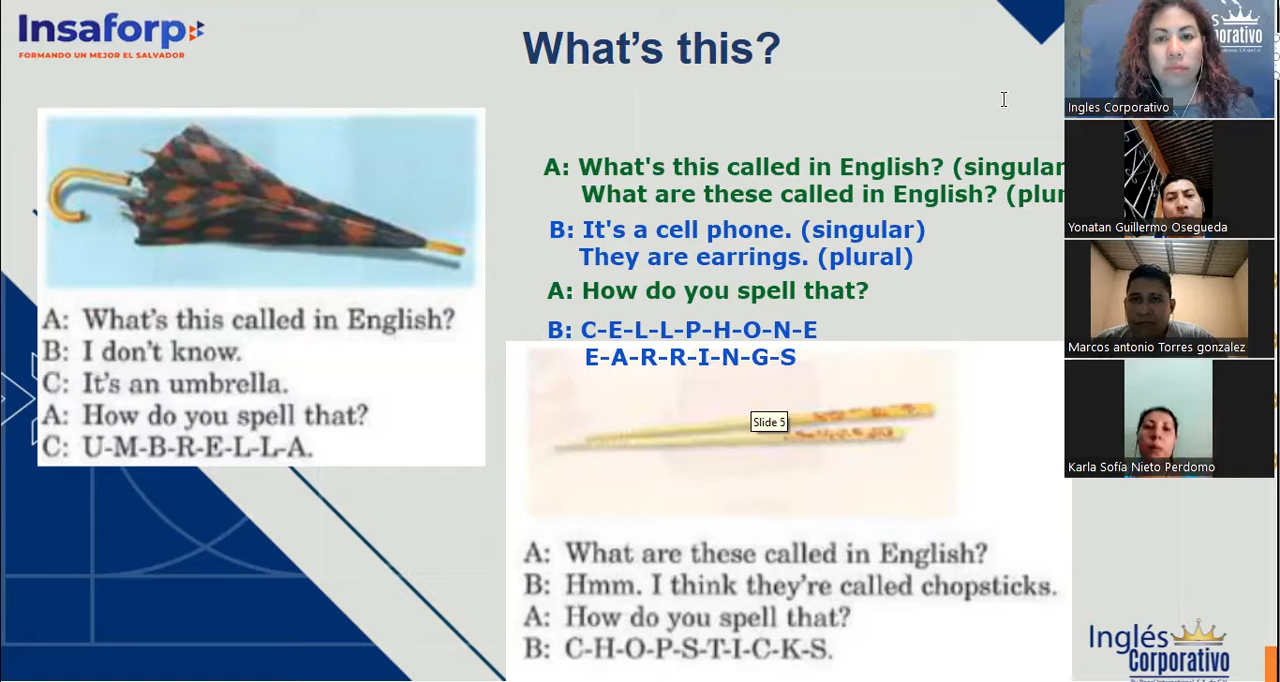 Insaforp
FORMANDO UN MEJOR EL SALVADOR
What's this?
A: What's this called in English?
B: I don't know.
C: It's an umbrella.
A: How do you spell that?
C: U-M-B-R-E-L-L-A.
A: What's this called in English? (singular
What are these called in English? (plur
B: It's a cell phone. (singular)
They are earrings. (plural)
A: How do you spell that?
B: C-E-L-L-P-H-O-N-E
E-A-R-R-I-N-G-S
Slide 5
A: What are these called in English?
B: Hmm. I think they're called chopsticks.
A: How do you spell that?
B: C-H-O-P-S-T-I-C-K-S.
Ingles Corporativo
Yonatan Guillermo Osegueda
Marcos antonio Torres gonzalez
Karla Sofía Nieto Perdomo
Inglés
Corporativo